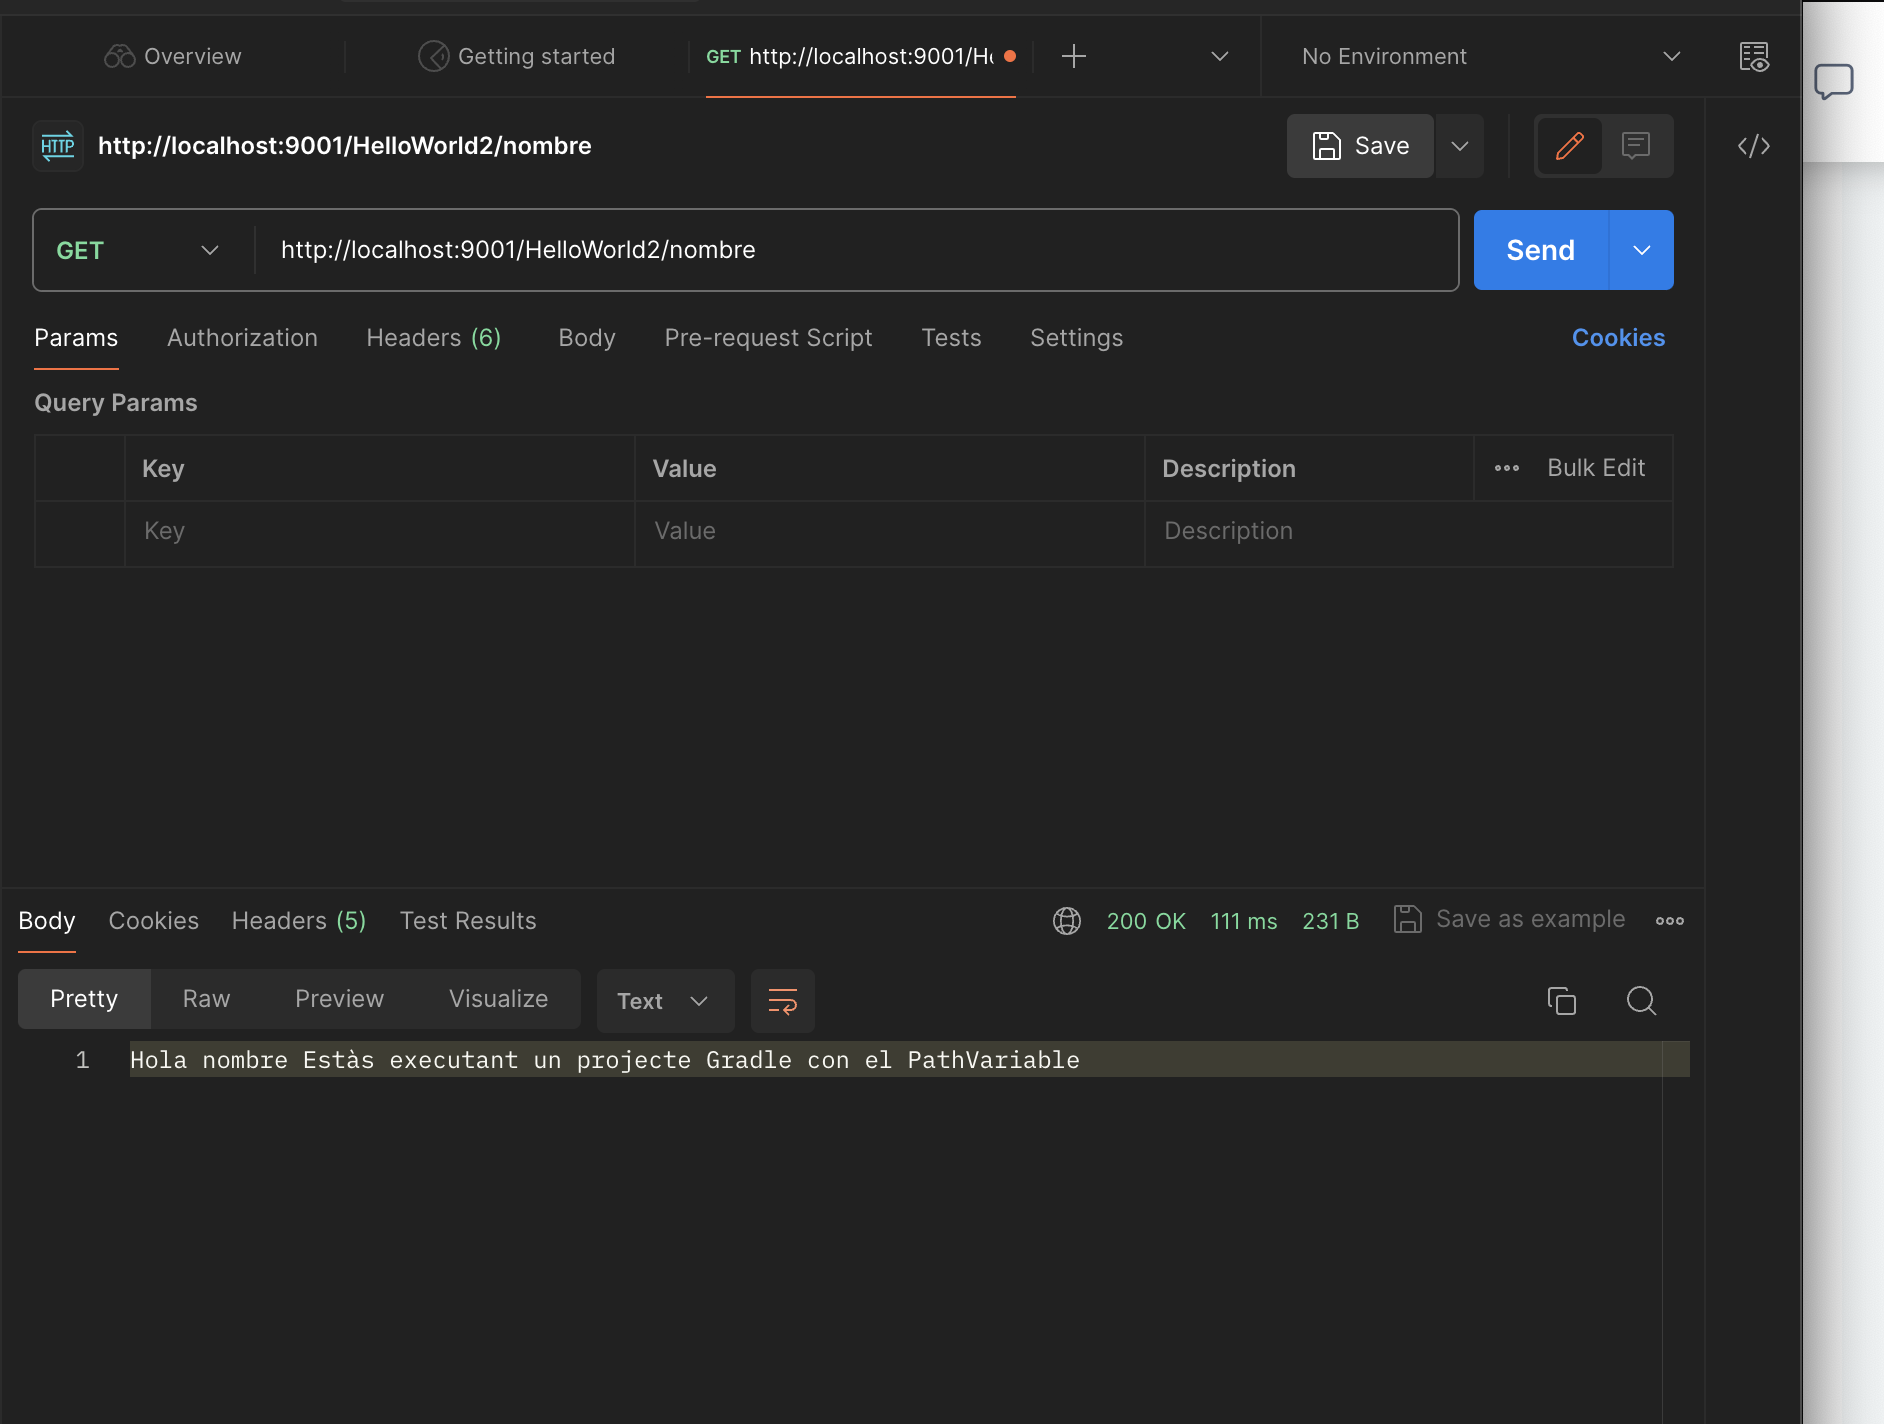 Overview
Getting started
GET http://localhost:9001/He
No Environment
HTTP
http://localhost:9001/HelloWorld2/nombre
Save
GET
http://localhost:9001/HelloWorld2/nombre
Send
Params
Authorization
Headers (6)
Body
Pre-request Script
Tests
Settings
Cookies
Query Params
Key
Value
Description
Bulk Edit
Key
Value
Description
Body
Cookies
Headers (5)
Test Results
200 OK
111 ms
231 B
Save as example
Pretty
Raw
Preview
Visualize
Text
1
Hola nombre Estàs executant un projecte Gradle con el PathVariable